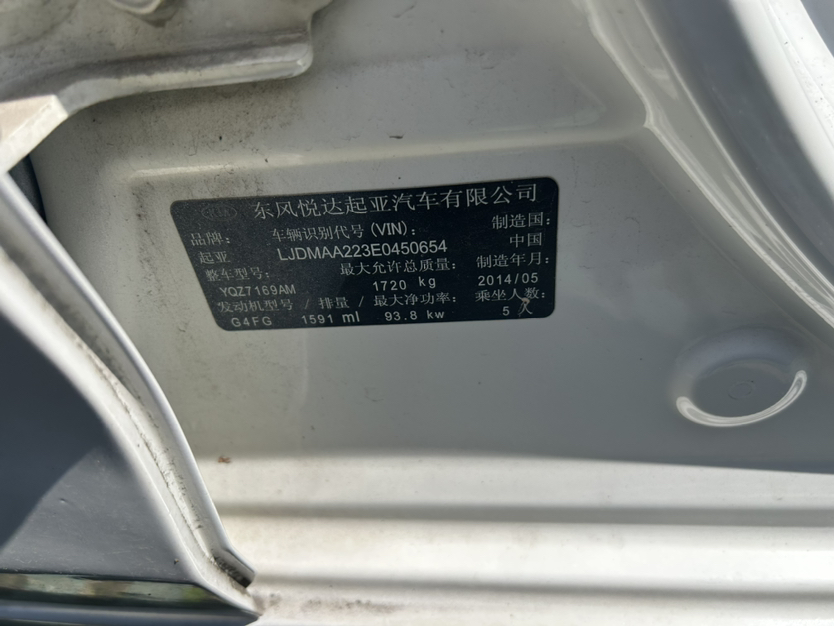 KIA 东风悦达起亚汽车有限公司
品牌: 车辆识别代号(VIN): 制造国:
起亚 LJDMAA223E0450654 中国
整车型号: 最大允许总质量: 制造年月:
YQZ7169AM 1720 kg 2014/05
发动机型号 / 排量 / 最大净功率: 乘坐人数:
G4FG 1591 ml 93.8 kw 5 人